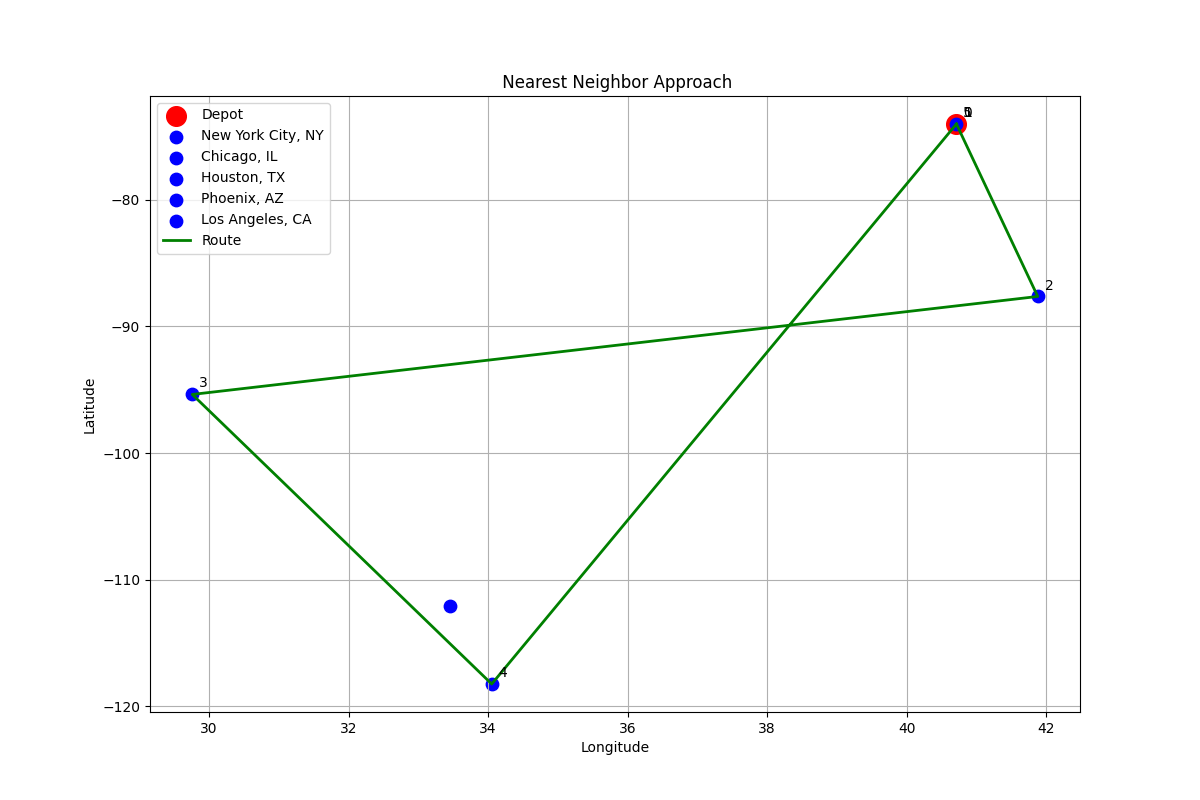 Nearest Neighbor Approach
Depot
New York City, NY
Chicago, IL
Houston, TX
Phoenix, AZ
Los Angeles, CA
Route
2
3
4
−80
−90
−100
−110
−120
Latitude
30 32 34 36 38 40 42
Longitude